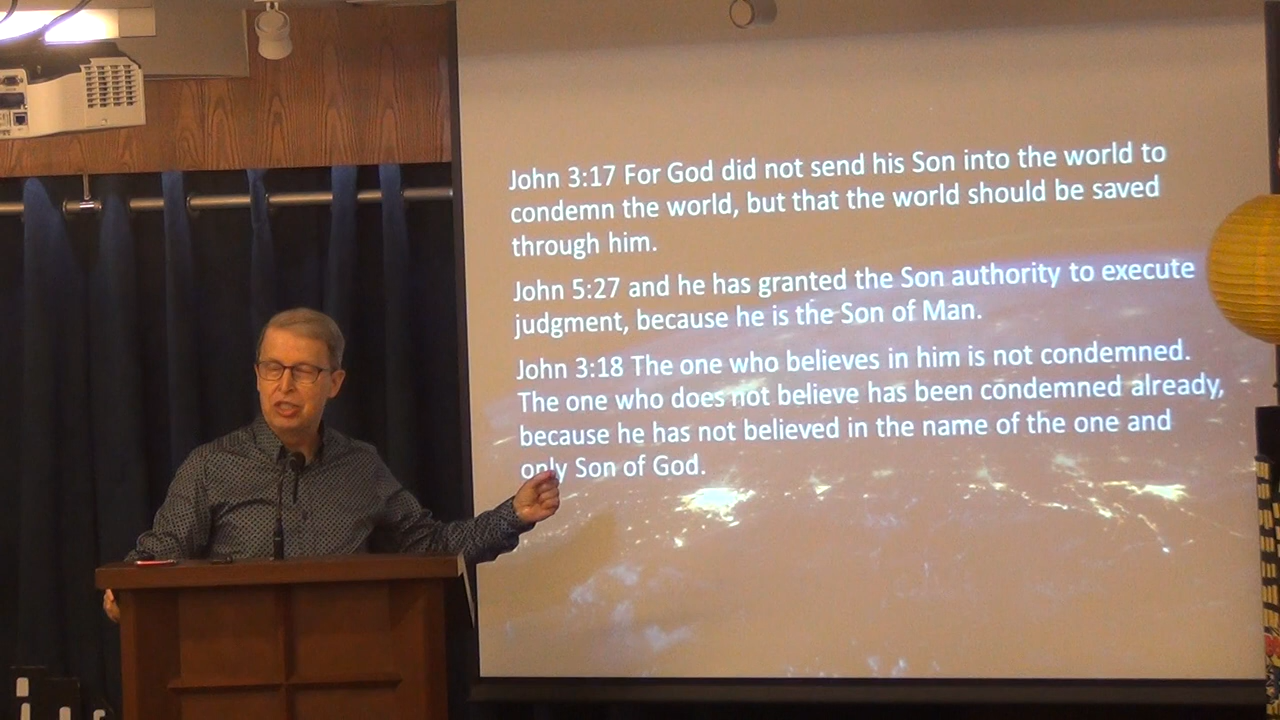 John 3:17 For God did not send his Son into the world to
condemn the world, but that the world should be saved
through him.
John 5:27 and he has granted the Son authority to execute
judgment, because he is the Son of Man.
John 3:18 The one who believes in him is not condemned.
The one who does not believe has been condemned already,
because he has not believed in the name of the one and
only Son of God.